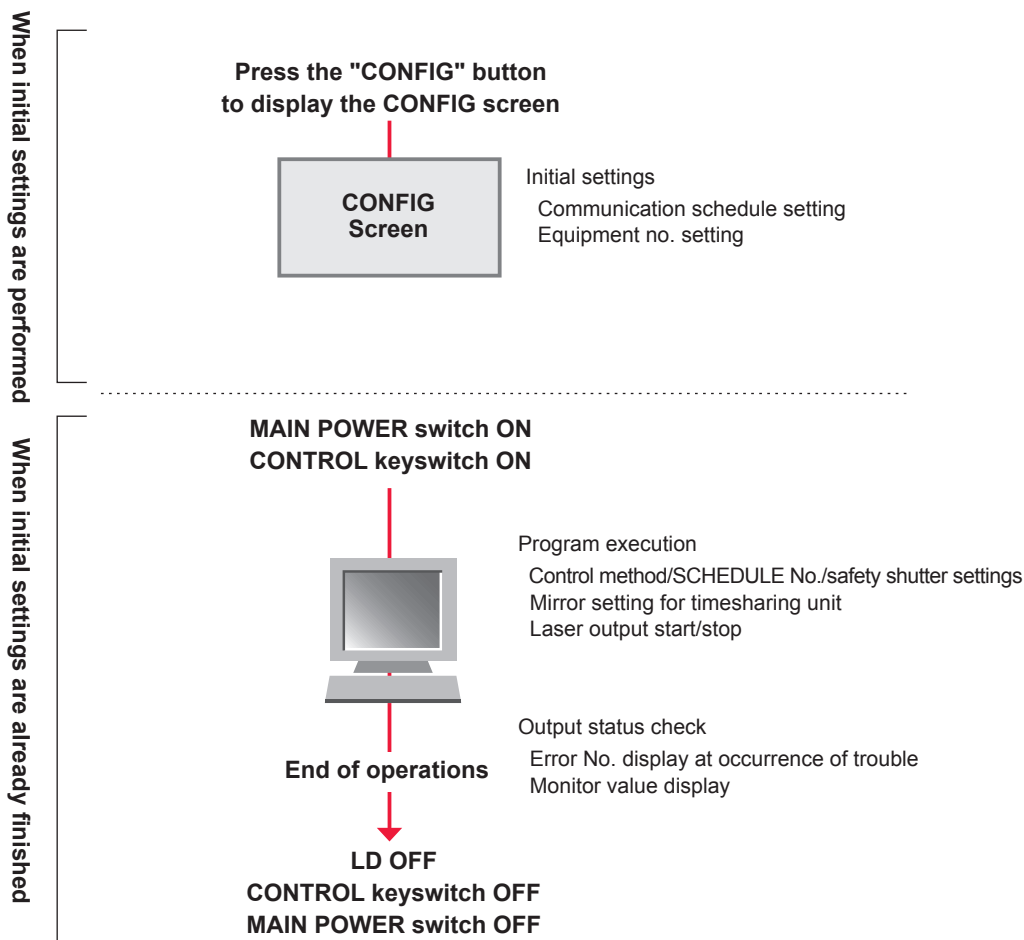 When initial settings are performed
Press the "CONFIG" button
to display the CONFIG screen
CONFIG
Screen
Initial settings
Communication schedule setting
Equipment no. setting
When initial settings are already finished
MAIN POWER switch ON
CONTROL keyswitch ON
Program execution
Control method/SCHEDULE No./safety shutter settings
Mirror setting for timesharing unit
Laser output start/stop
Output status check
Error No. display at occurrence of trouble
Monitor value display
End of operations
LD OFF
CONTROL keyswitch OFF
MAIN POWER switch OFF